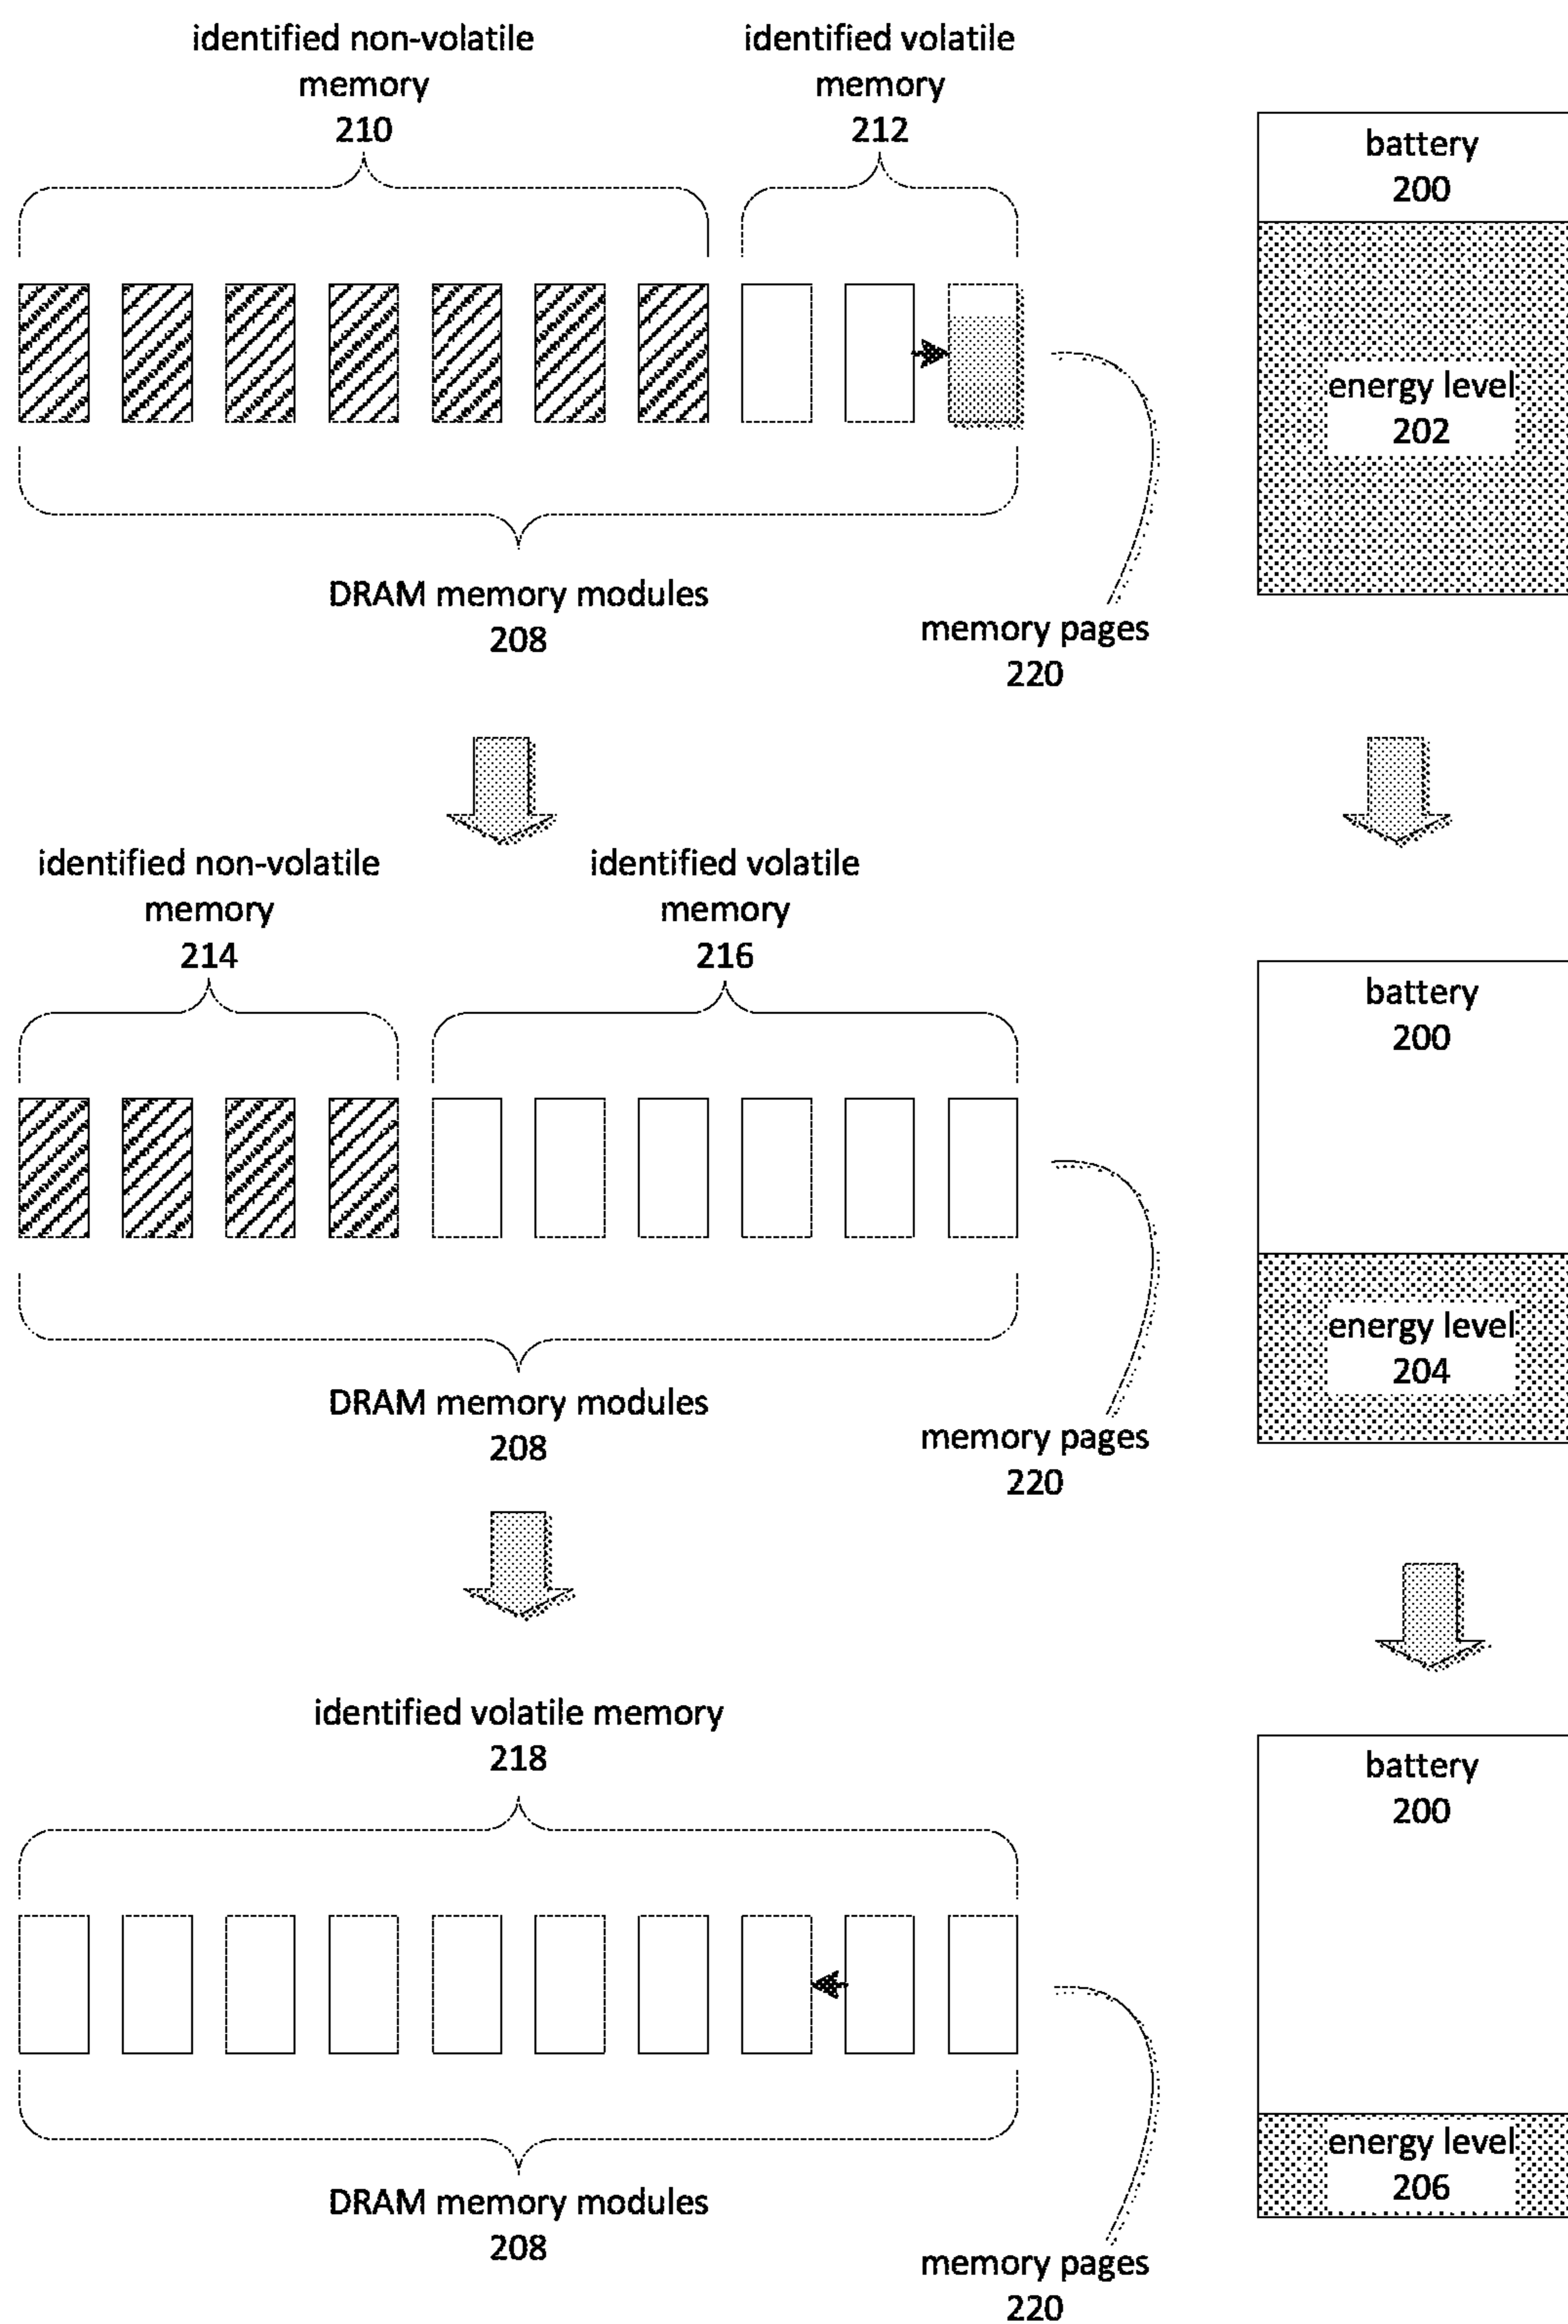 identified non-volatile
memory
210
identified volatile
memory
212
battery
200
energy level
202
DRAM memory modules
208
memory pages
220
identified non-volatile
memory
214
identified volatile
memory
216
battery
200
energy level
204
DRAM memory modules
208
memory pages
220
identified volatile memory
218
battery
200
energy level
206
DRAM memory modules
208
memory pages
220